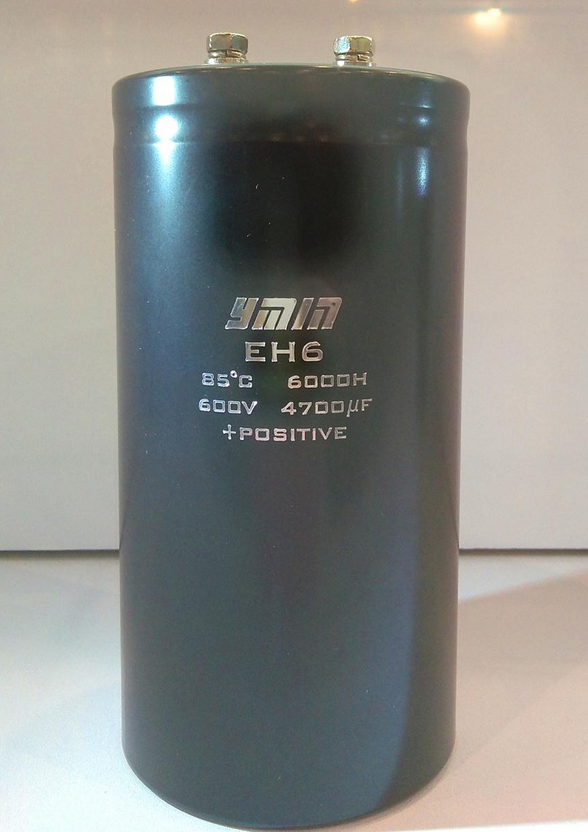 ymin
EH6
85°C 6000H
600V 4700µF
+POSITIVE